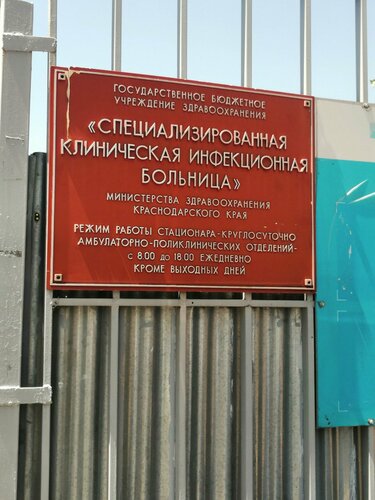 ГОСУДАРСТВЕННОЕ БЮДЖЕТНОЕ
УЧРЕЖДЕНИЕ ЗДРАВООХРАНЕНИЯ
«СПЕЦИАЛИЗИРОВАННАЯ
КЛИНИЧЕСКАЯ ИНФЕКЦИОННАЯ
БОЛЬНИЦА»
МИНИСТЕРСТВА ЗДРАВООХРАНЕНИЯ
КРАСНОДАРСКОГО КРАЯ
РЕЖИМ РАБОТЫ СТАЦИОНАРА-КРУГЛОСУТОЧНО
АМБУЛАТОРНО-ПОЛИКЛИНИЧЕСКИХ ОТДЕЛЕНИЙ-
С 8.00 ДО 18.00 ЕЖЕДНЕВНО
КРОМЕ ВЫХОДНЫХ ДНЕЙ